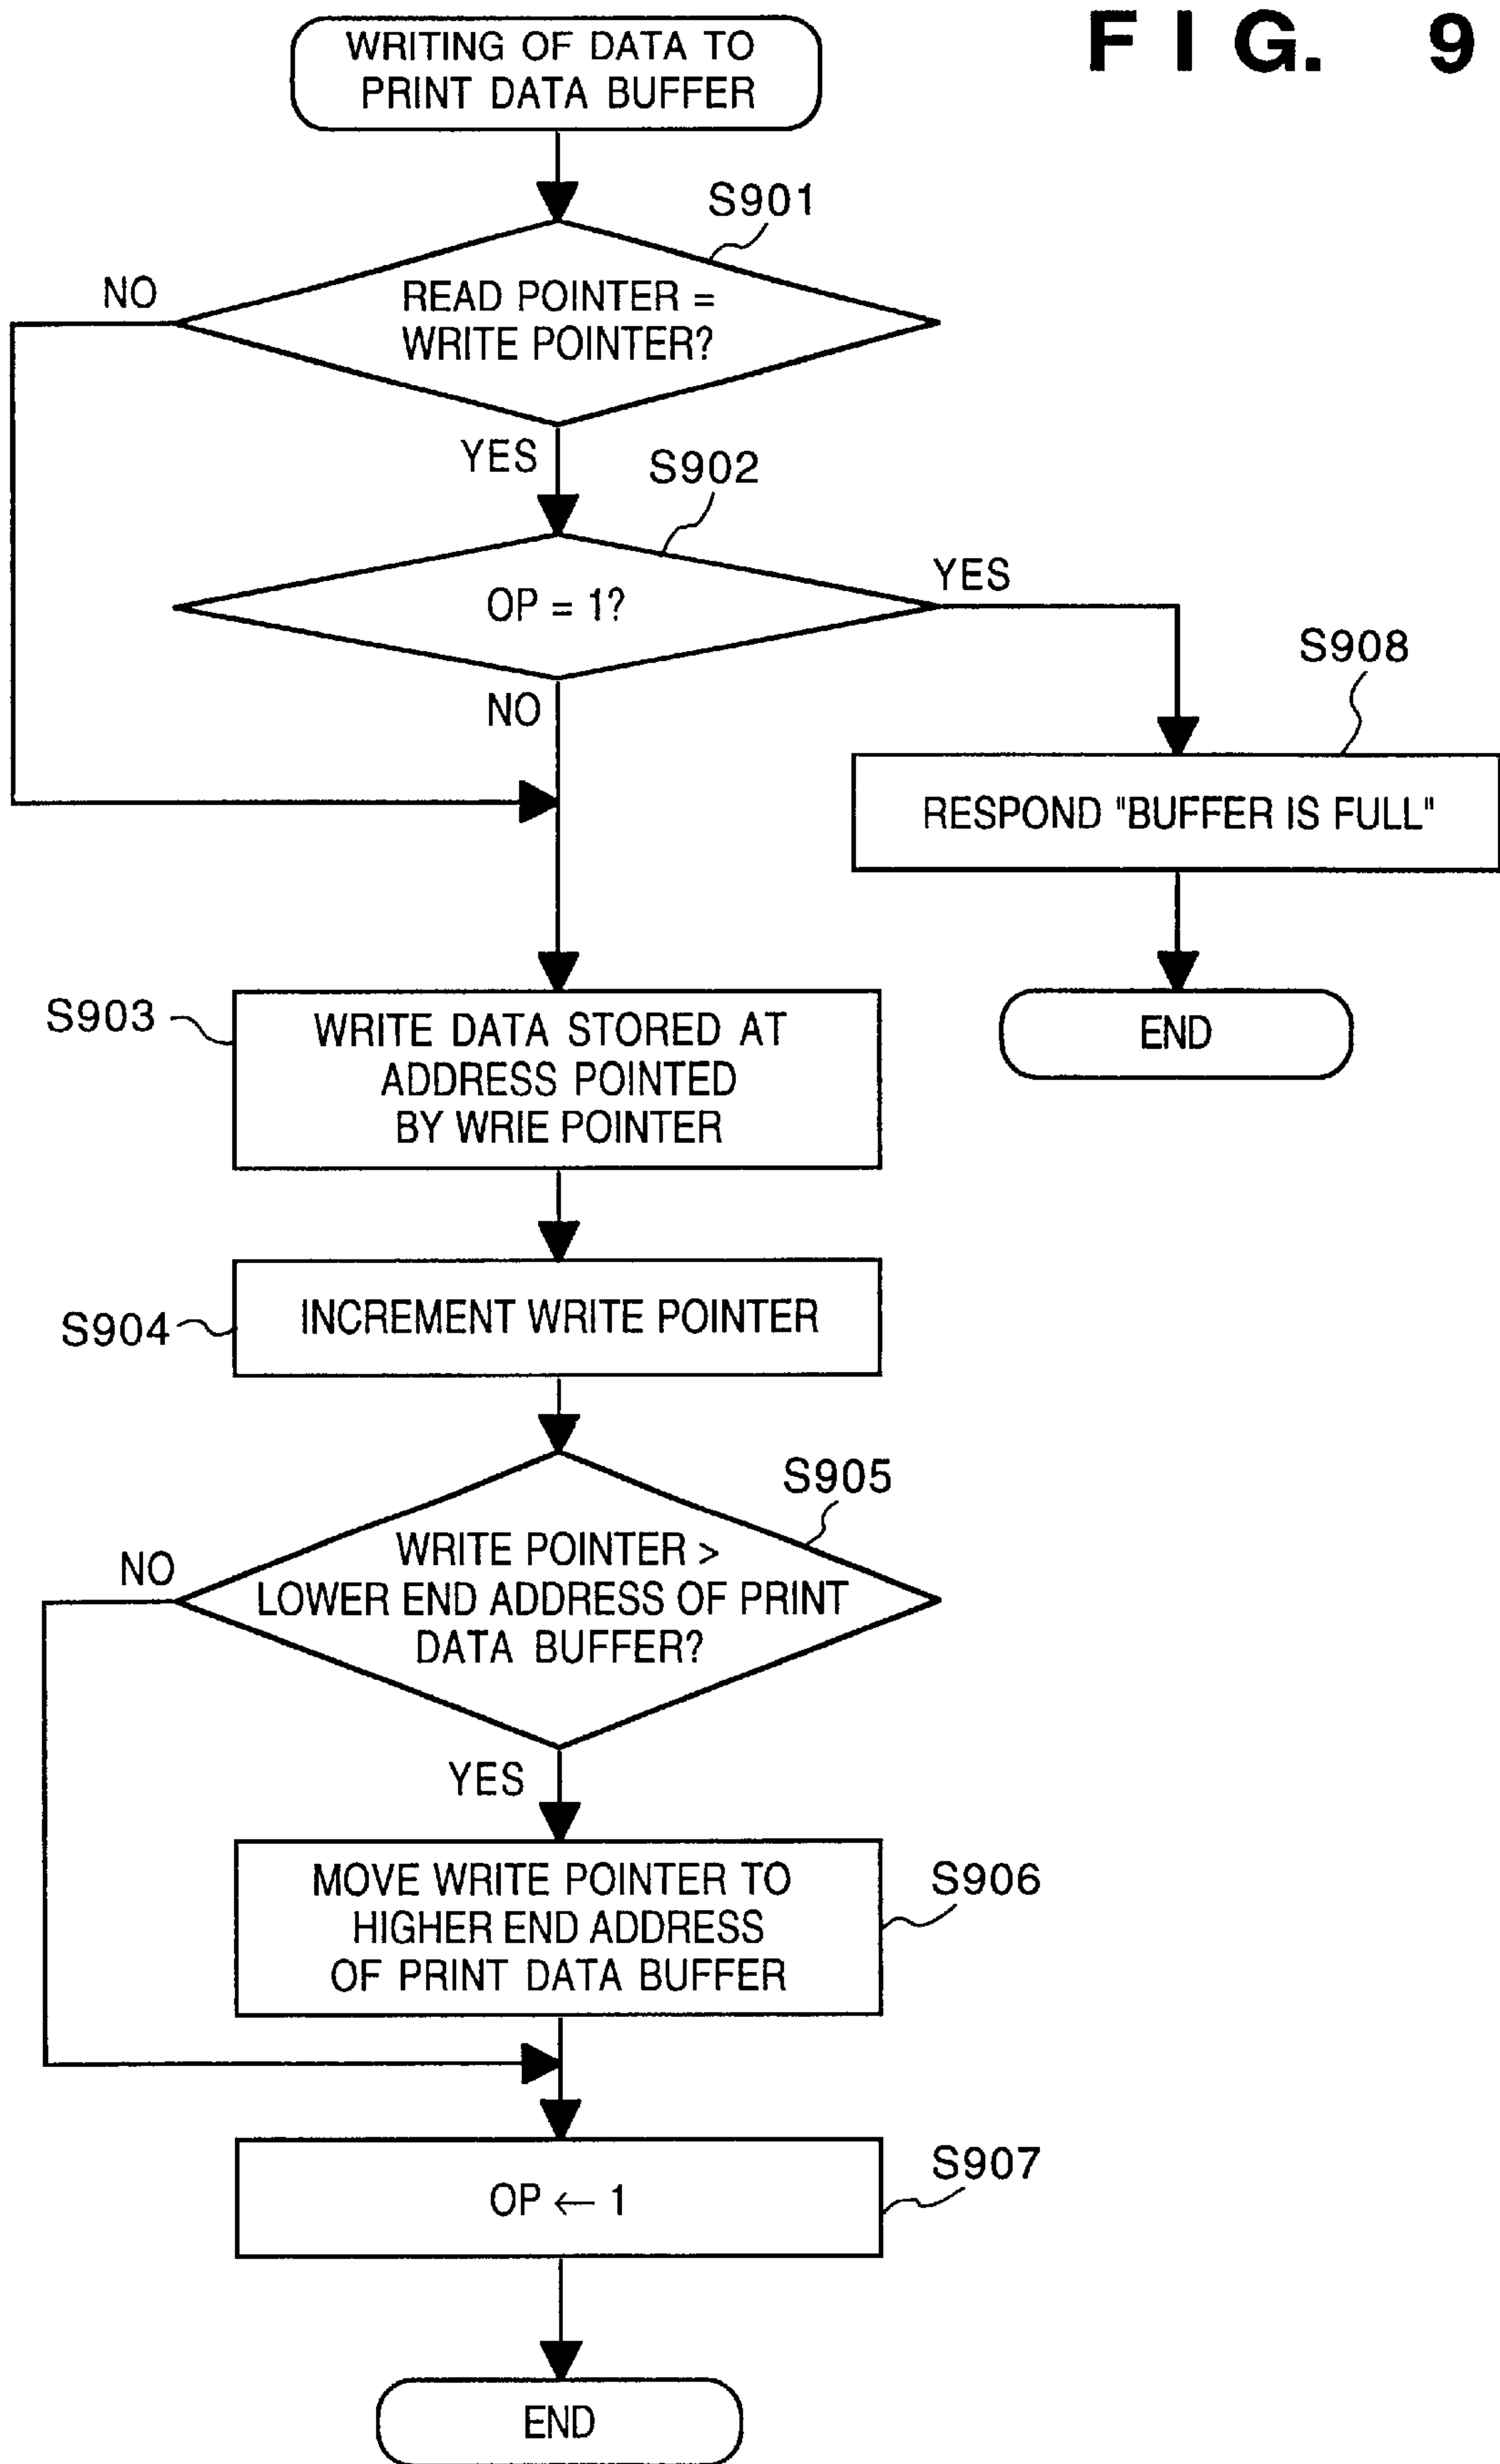 FIG. 9
WRITING OF DATA TO
PRINT DATA BUFFER
S901
NO
READ POINTER =
WRITE POINTER?
YES
S902
OP = 1?
YES
NO
S908
RESPOND "BUFFER IS FULL"
END
S903
WRITE DATA STORED AT
ADDRESS POINTED
BY WRIE POINTER
S904
INCREMENT WRITE POINTER
S905
NO
WRITE POINTER >
LOWER END ADDRESS OF PRINT
DATA BUFFER?
YES
MOVE WRITE POINTER TO
HIGHER END ADDRESS
OF PRINT DATA BUFFER
S906
S907
OP ← 1
END